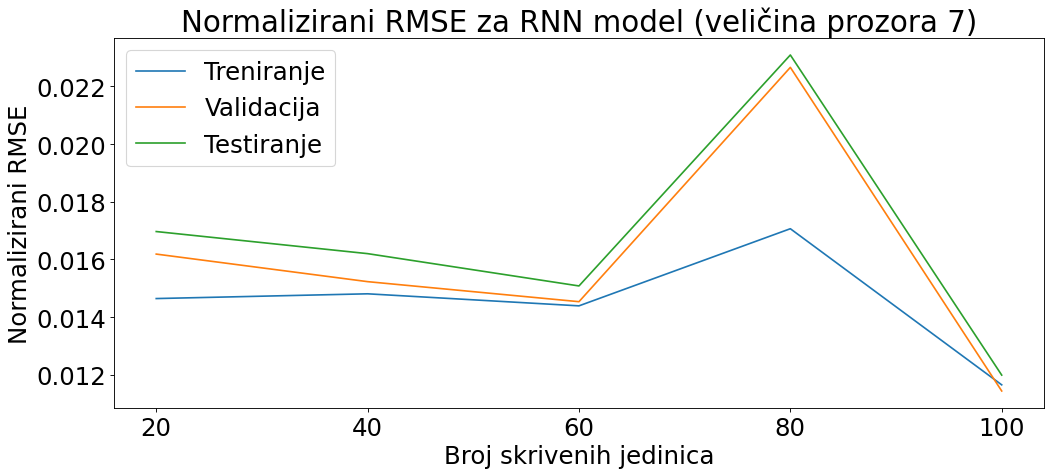 Normalizirani RMSE za RNN model (veličina prozora 7)
Treniranje
Validacija
Testiranje
Normalizirani RMSE
0.022
0.020
0.018
0.016
0.014
0.012
20 40 60 80 100
Broj skrivenih jedinica